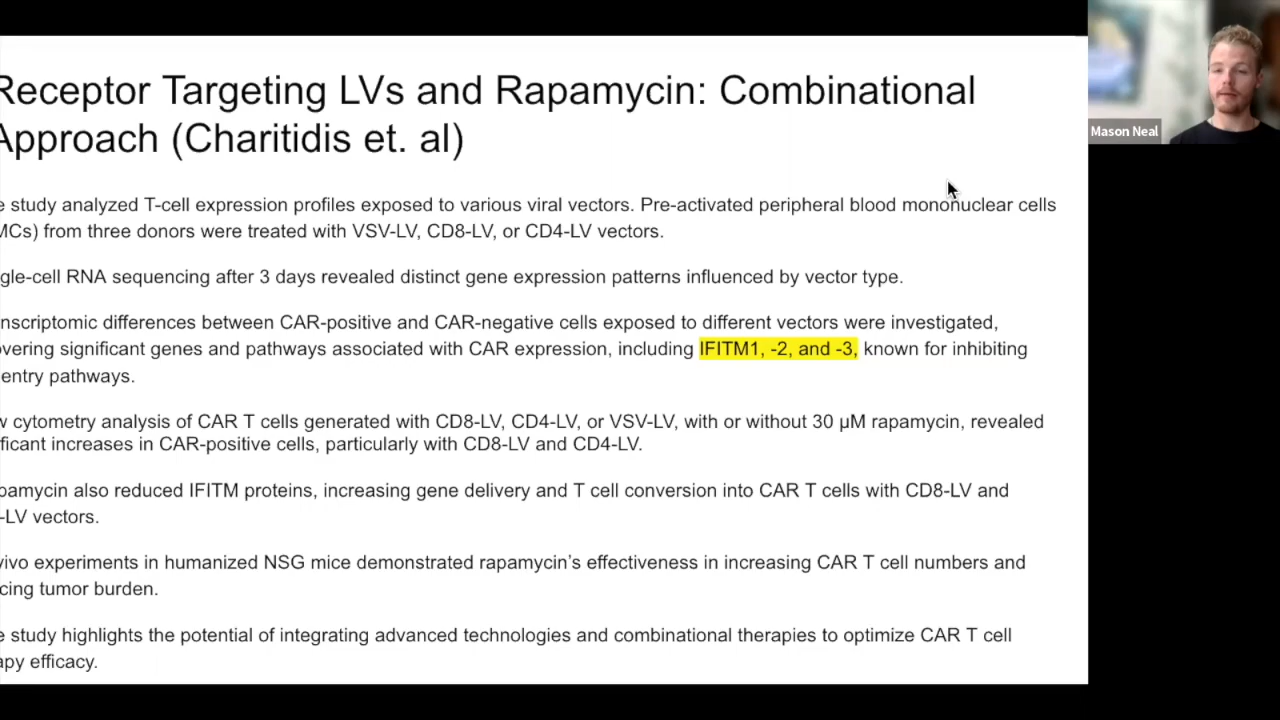 Receptor Targeting LVs and Rapamycin: Combinational
Approach (Charitidis et. al)
Mason Neal
e study analyzed T-cell expression profiles exposed to various viral vectors. Pre-activated peripheral blood mononuclear cells
MCs) from three donors were treated with VSV-LV, CD8-LV, or CD4-LV vectors.
gle-cell RNA sequencing after 3 days revealed distinct gene expression patterns influenced by vector type.
nscriptomic differences between CAR-positive and CAR-negative cells exposed to different vectors were investigated,
overing significant genes and pathways associated with CAR expression, including IFITM1, -2, and -3, known for inhibiting
entry pathways.
w cytometry analysis of CAR T cells generated with CD8-LV, CD4-LV, or VSV-LV, with or without 30 µM rapamycin, revealed
ificant increases in CAR-positive cells, particularly with CD8-LV and CD4-LV.
pamycin also reduced IFITM proteins, increasing gene delivery and T cell conversion into CAR T cells with CD8-LV and
-LV vectors.
vivo experiments in humanized NSG mice demonstrated rapamycin's effectiveness in increasing CAR T cell numbers and
cing tumor burden.
e study highlights the potential of integrating advanced technologies and combinational therapies to optimize CAR T cell
apy efficacy.